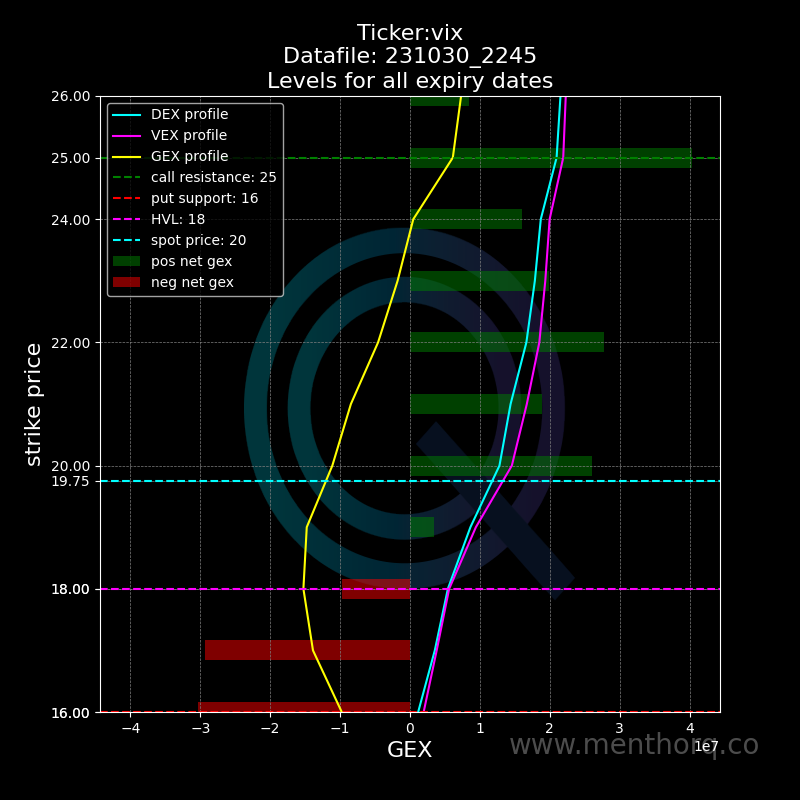 Ticker:vix
Datafile: 231030_2245
Levels for all expiry dates
DEX profile
VEX profile
GEX profile
call resistance: 25
put support: 16
HVL: 18
spot price: 20
pos net gex
neg net gex
strike price
26.00
25.00
24.00
22.00
20.00
19.75
18.00
16.00
−4 −3 −2 −1 0 1 2 3 4
1e7
GEX
www.menthorq.co